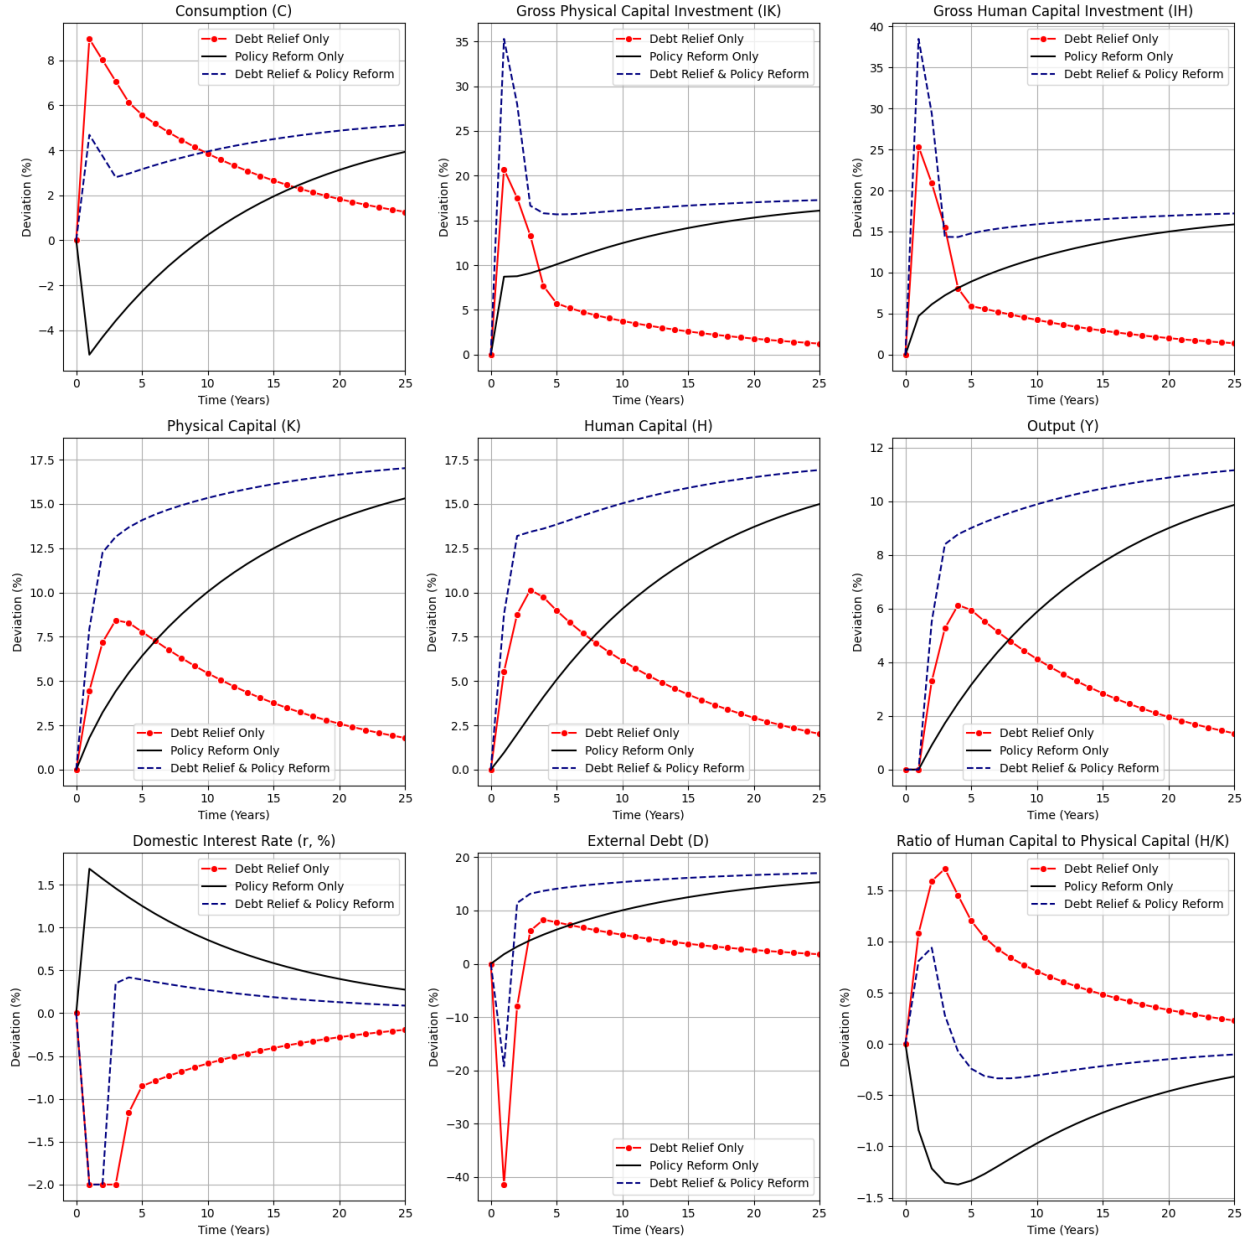 Consumption (C)
Deviation (%)
8
6
4
2
0
−2
−4
Debt Relief Only
Policy Reform Only
Debt Relief & Policy Reform
0 5 10 15 20 25
Time (Years)
Gross Physical Capital Investment (IK)
Deviation (%)
35
30
25
20
15
10
5
0
Debt Relief Only
Policy Reform Only
Debt Relief & Policy Reform
0 5 10 15 20 25
Time (Years)
Gross Human Capital Investment (IH)
Deviation (%)
40
35
30
25
20
15
10
5
0
Debt Relief Only
Policy Reform Only
Debt Relief & Policy Reform
0 5 10 15 20 25
Time (Years)
Physical Capital (K)
Deviation (%)
17.5
15.0
12.5
10.0
7.5
5.0
2.5
0.0
Debt Relief Only
Policy Reform Only
Debt Relief & Policy Reform
0 5 10 15 20 25
Time (Years)
Human Capital (H)
Deviation (%)
17.5
15.0
12.5
10.0
7.5
5.0
2.5
0.0
Debt Relief Only
Policy Reform Only
Debt Relief & Policy Reform
0 5 10 15 20 25
Time (Years)
Output (Y)
Deviation (%)
12
10
8
6
4
2
0
Debt Relief Only
Policy Reform Only
Debt Relief & Policy Reform
0 5 10 15 20 25
Time (Years)
Domestic Interest Rate (r, %)
Deviation (%)
1.5
1.0
0.5
0.0
−0.5
−1.0
−1.5
−2.0
Debt Relief Only
Policy Reform Only
Debt Relief & Policy Reform
0 5 10 15 20 25
Time (Years)
External Debt (D)
Deviation (%)
20
10
0
−10
−20
−30
−40
Debt Relief Only
Policy Reform Only
Debt Relief & Policy Reform
0 5 10 15 20 25
Time (Years)
Ratio of Human Capital to Physical Capital (H/K)
Deviation (%)
1.5
1.0
0.5
0.0
−0.5
−1.0
−1.5
Debt Relief Only
Policy Reform Only
Debt Relief & Policy Reform
0 5 10 15 20 25
Time (Years)